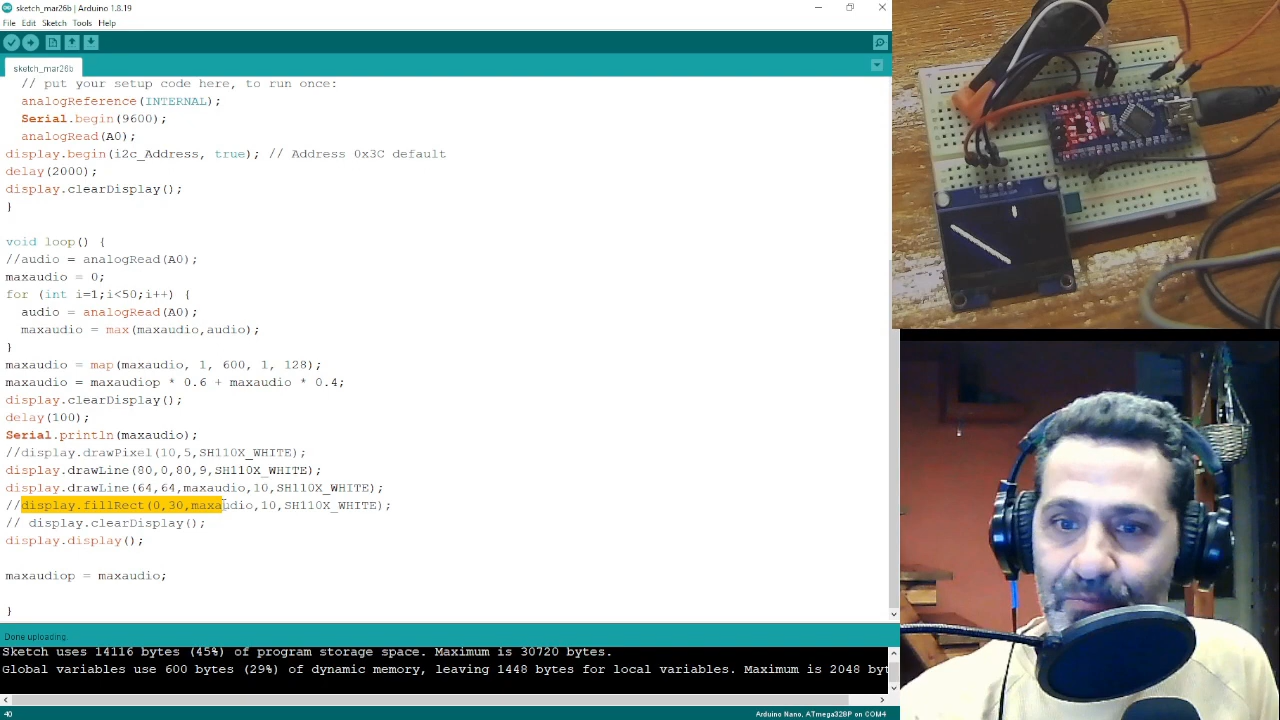 sketch_mar26b | Arduino 1.8.19
File Edit Sketch Tools Help
sketch_mar26b
// put your setup code here, to run once:
analogReference(INTERNAL);
Serial.begin(9600);
analogRead(A0);
display.begin(i2c_Address, true); // Address 0x3C default
delay(2000);
display.clearDisplay();
}
void loop() {
//audio = analogRead(A0);
maxaudio = 0;
for (int i=1;i<50;i++) {
audio = analogRead(A0);
maxaudio = max(maxaudio,audio);
}
maxaudio = map(maxaudio, 1, 600, 1, 128);
maxaudio = maxaudiop * 0.6 + maxaudio * 0.4;
display.clearDisplay();
delay(100);
Serial.println(maxaudio);
//display.drawPixel(10,5,SH110X_WHITE);
display.drawLine(80,0,80,9,SH110X_WHITE);
display.drawLine(64,64,maxaudio,10,SH110X_WHITE);
//display.fillRect(0,30,maxaudio,10,SH110X_WHITE);
// display.clearDisplay();
display.display();
maxaudiop = maxaudio;
}
Done uploading.
Sketch uses 14116 bytes (45%) of program storage space. Maximum is 30720 bytes.
Global variables use 600 bytes (29%) of dynamic memory, leaving 1448 bytes for local variables. Maximum is 2048 byt
40
Arduino Nano, ATmega328P on COM4